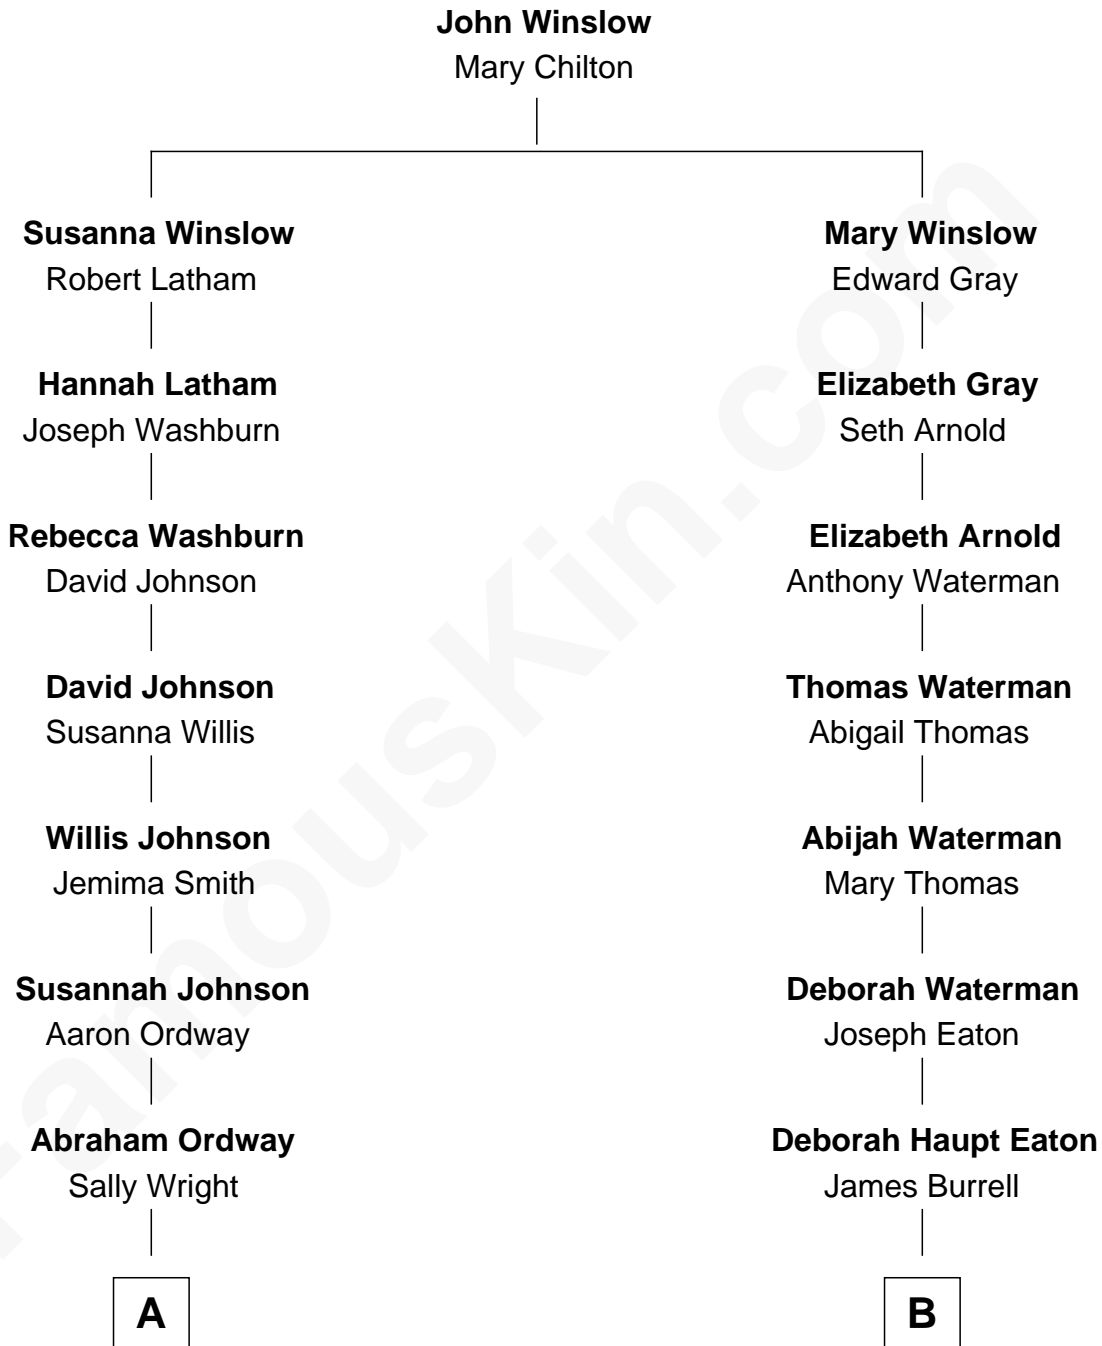 John Winslow
Mary Chilton
Susanna Winslow
Robert Latham
Hannah Latham
Joseph Washburn
Rebecca Washburn
David Johnson
David Johnson
Susanna Willis
Willis Johnson
Jemima Smith
Susannah Johnson
Aaron Ordway
Abraham Ordway
Sally Wright
A
Mary Winslow
Edward Gray
Elizabeth Gray
Seth Arnold
Elizabeth Arnold
Anthony Waterman
Thomas Waterman
Abigail Thomas
Abijah Waterman
Mary Thomas
Deborah Waterman
Joseph Eaton
Deborah Haupt Eaton
James Burrell
B
FamousKin.com